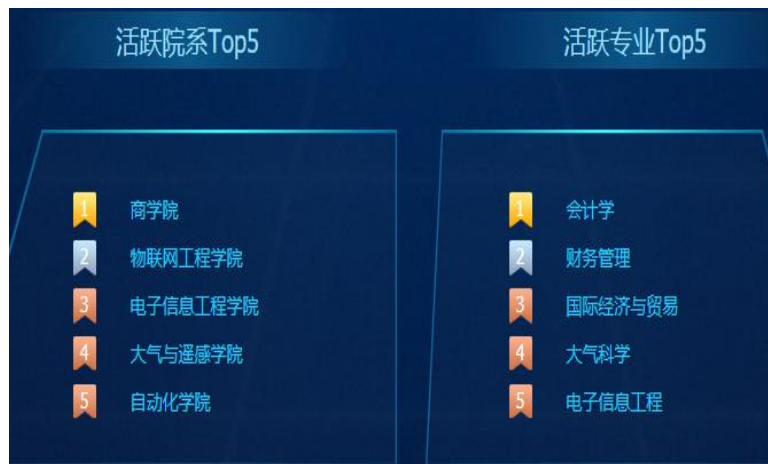 活跃院系Top5
1 商学院
2 物联网工程学院
3 电子信息工程学院
4 大气与遥感学院
5 自动化学院
活跃专业Top5
1 会计学
2 财务管理
3 国际经济与贸易
4 大气科学
5 电子信息工程